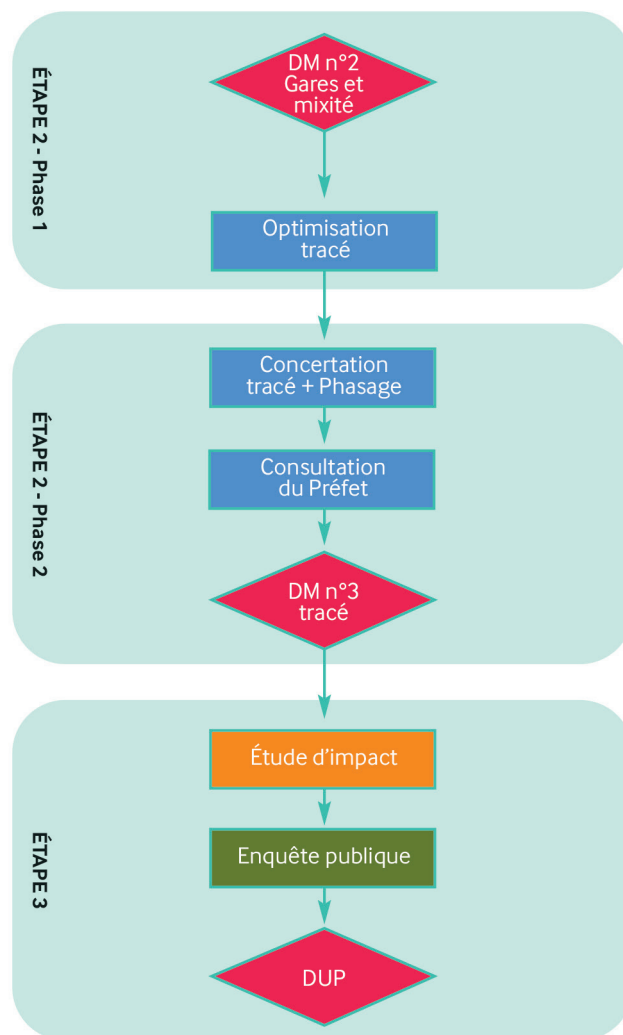 ÉTAPE 2 - Phase 1
DM n°2
Gares et
mixité
Optimisation
tracé
ÉTAPE 2 - Phase 2
Concertation
tracé + Phasage
Consultation
du Préfet
DM n°3
tracé
ÉTAPE 3
Étude d'impact
Enquête publique
DUP